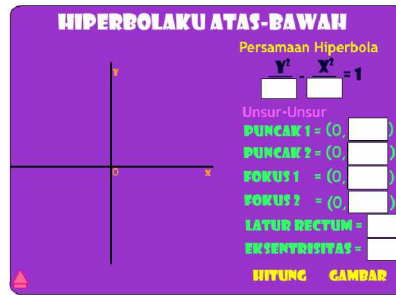 HIPERBOLAKU ATAS-BAWAH
Persamaan Hiperbola
Y² - X² = 1
Y
Unsur-Unsur
PUNCAK 1 = (0, )
PUNCAK 2 = (0, )
O X
FOKUS 1 = (0, )
FOKUS 2 = (0, )
LATUR RECTUM =
EKSENTRISITAS =
HITUNG GAMBAR